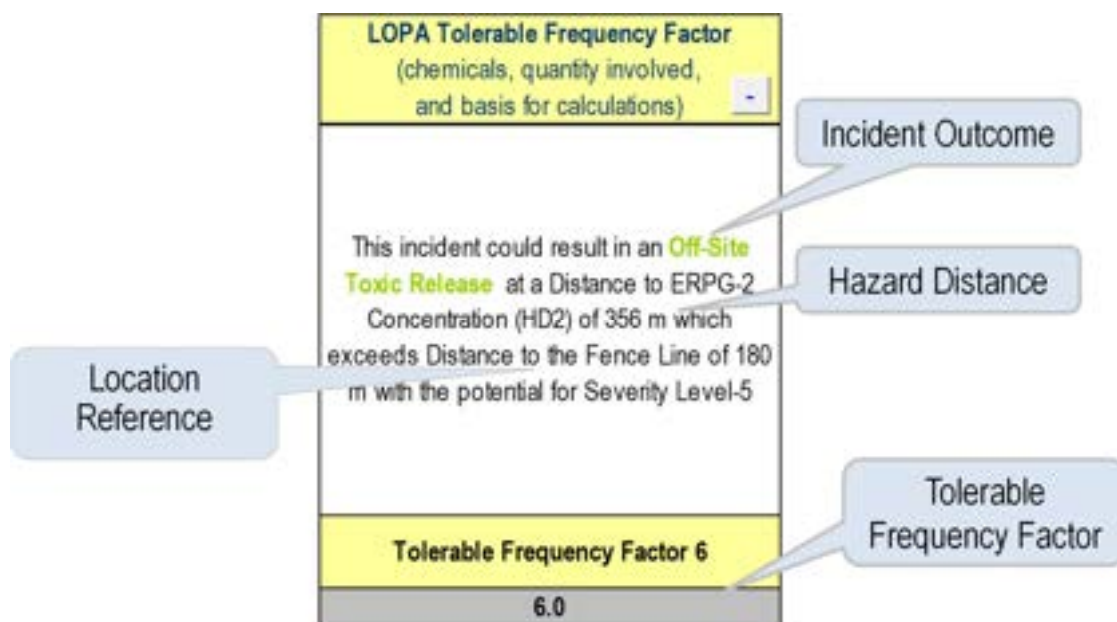 LOPA Tolerable Frequency Factor
(chemicals, quantity involved,
and basis for calculations)
-
Incident Outcome
This incident could result in an Off-Site
Toxic Release at a Distance to ERPG-2
Concentration (HD2) of 356 m which
exceeds Distance to the Fence Line of 180
m with the potential for Severity Level-5
Hazard Distance
Location
Reference
Tolerable
Frequency Factor
Tolerable Frequency Factor 6
6.0